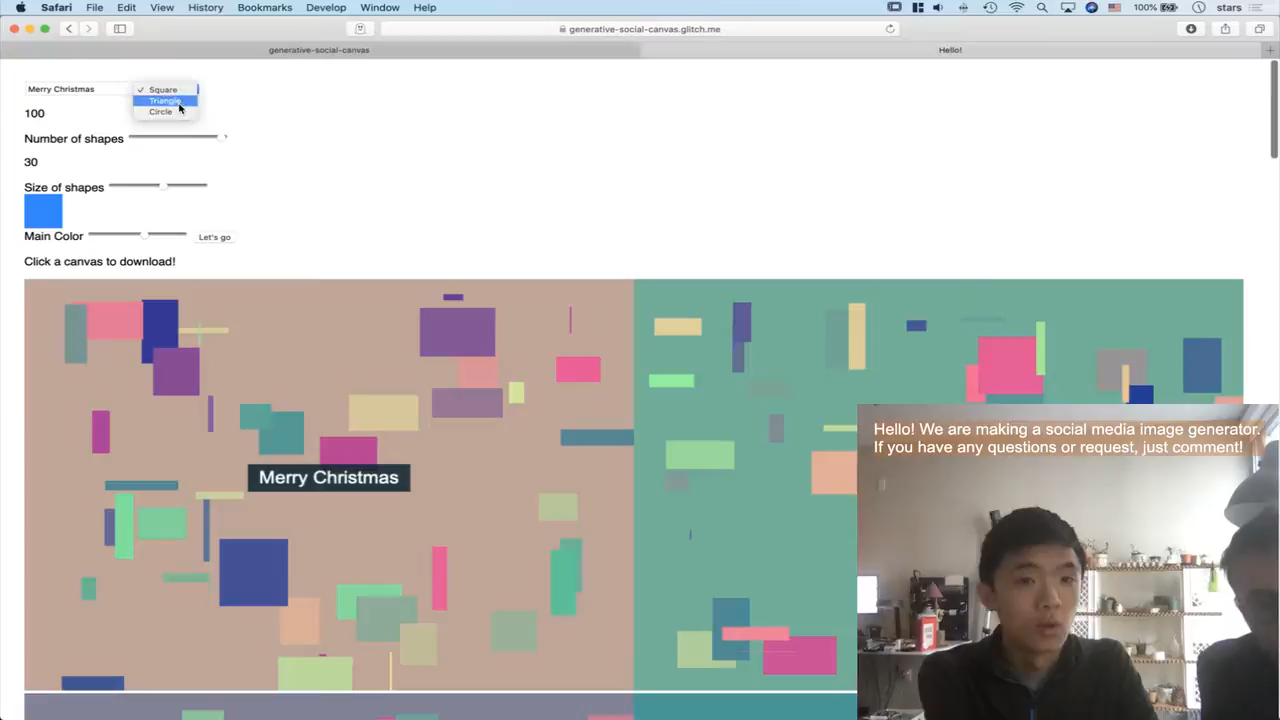 Safari File Edit View History Bookmarks Develop Window Help 100% stars
generative-social-canvas.glitch.me
generative-social-canvas Hello!
Merry Christmas
Square
Triangle
Circle
100
Number of shapes
30
Size of shapes
Main Color Let's go
Click a canvas to download!
Merry Christmas
Hello! We are making a social media image generator.
If you have any questions or request, just comment!